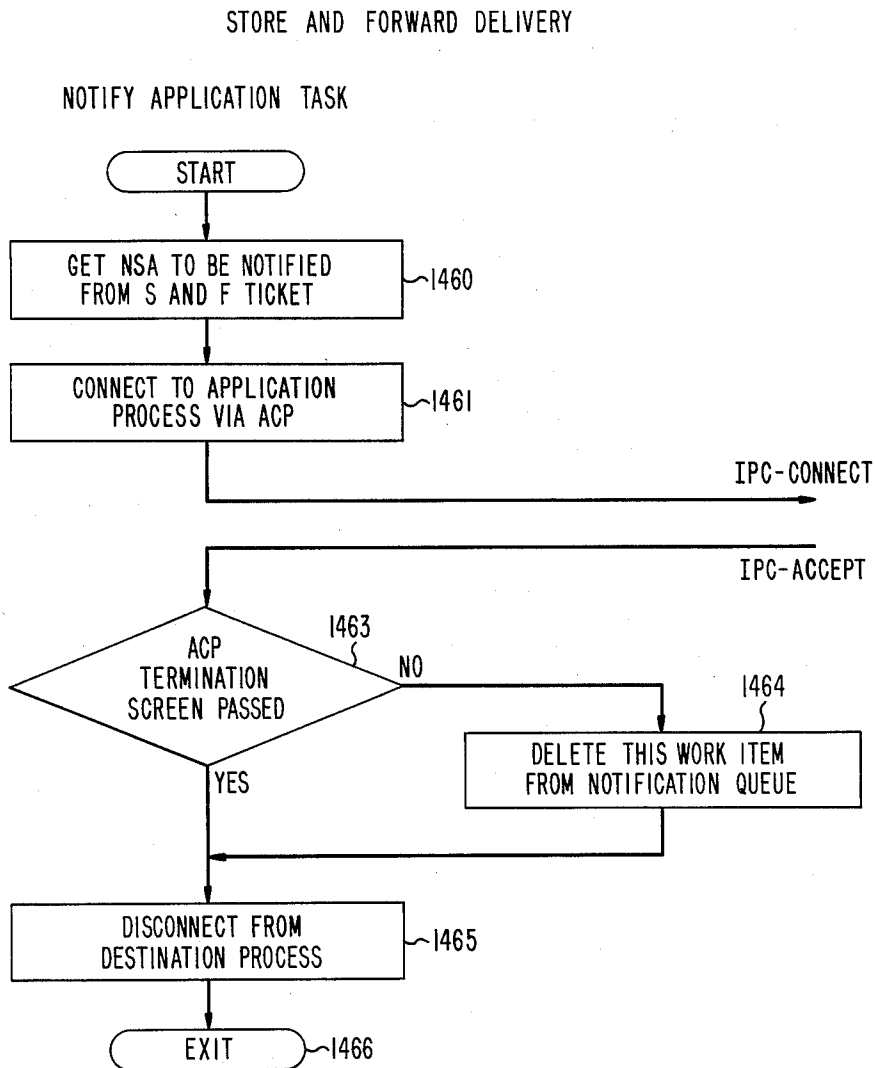 STORE AND FORWARD DELIVERY
NOTIFY APPLICATION TASK
START
GET NSA TO BE NOTIFIED
FROM S AND F TICKET
1460
CONNECT TO APPLICATION
PROCESS VIA ACP
1461
IPC-CONNECT
IPC-ACCEPT
1463
ACP
TERMINATION
SCREEN PASSED
NO
1464
DELETE THIS WORK ITEM
FROM NOTIFICATION QUEUE
YES
DISCONNECT FROM
DESTINATION PROCESS
1465
EXIT
1466